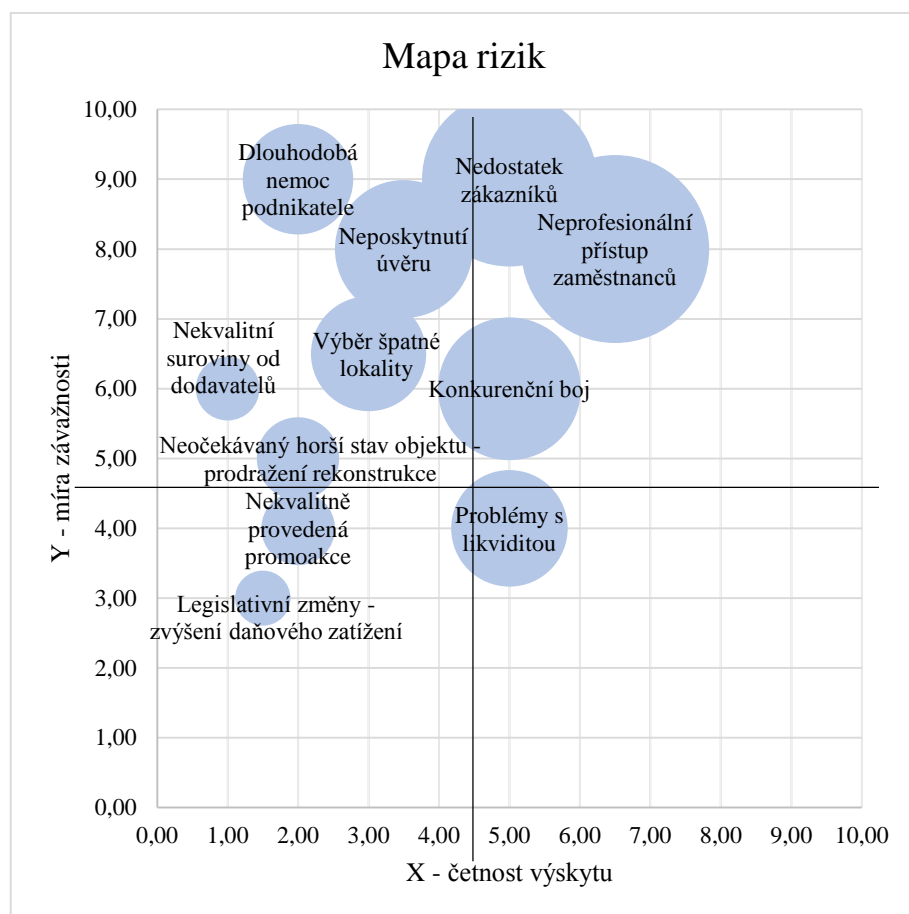 Mapa rizik
Y - míra závažnosti
10,00
9,00
8,00
7,00
6,00
5,00
4,00
3,00
2,00
1,00
0,00
Dlouhodobá
nemoc
podnikatele
Nedostatek
zákazníků
Neposkytnutí
úvěru
Neprofesionální
přístup
zaměstnanců
Nekvalitní
suroviny od
dodavatelů
Výběr špatné
lokality
Konkurenční boj
Neočekávaný horší stav objektu -
prodražení rekonstrukce
Nekvalitně
provedená
promoakce
Problémy s
likviditou
Legislativní změny -
zvýšení daňového zatížení
0,00 1,00 2,00 3,00 4,00 5,00 6,00 7,00 8,00 9,00 10,00
X - četnost výskytu